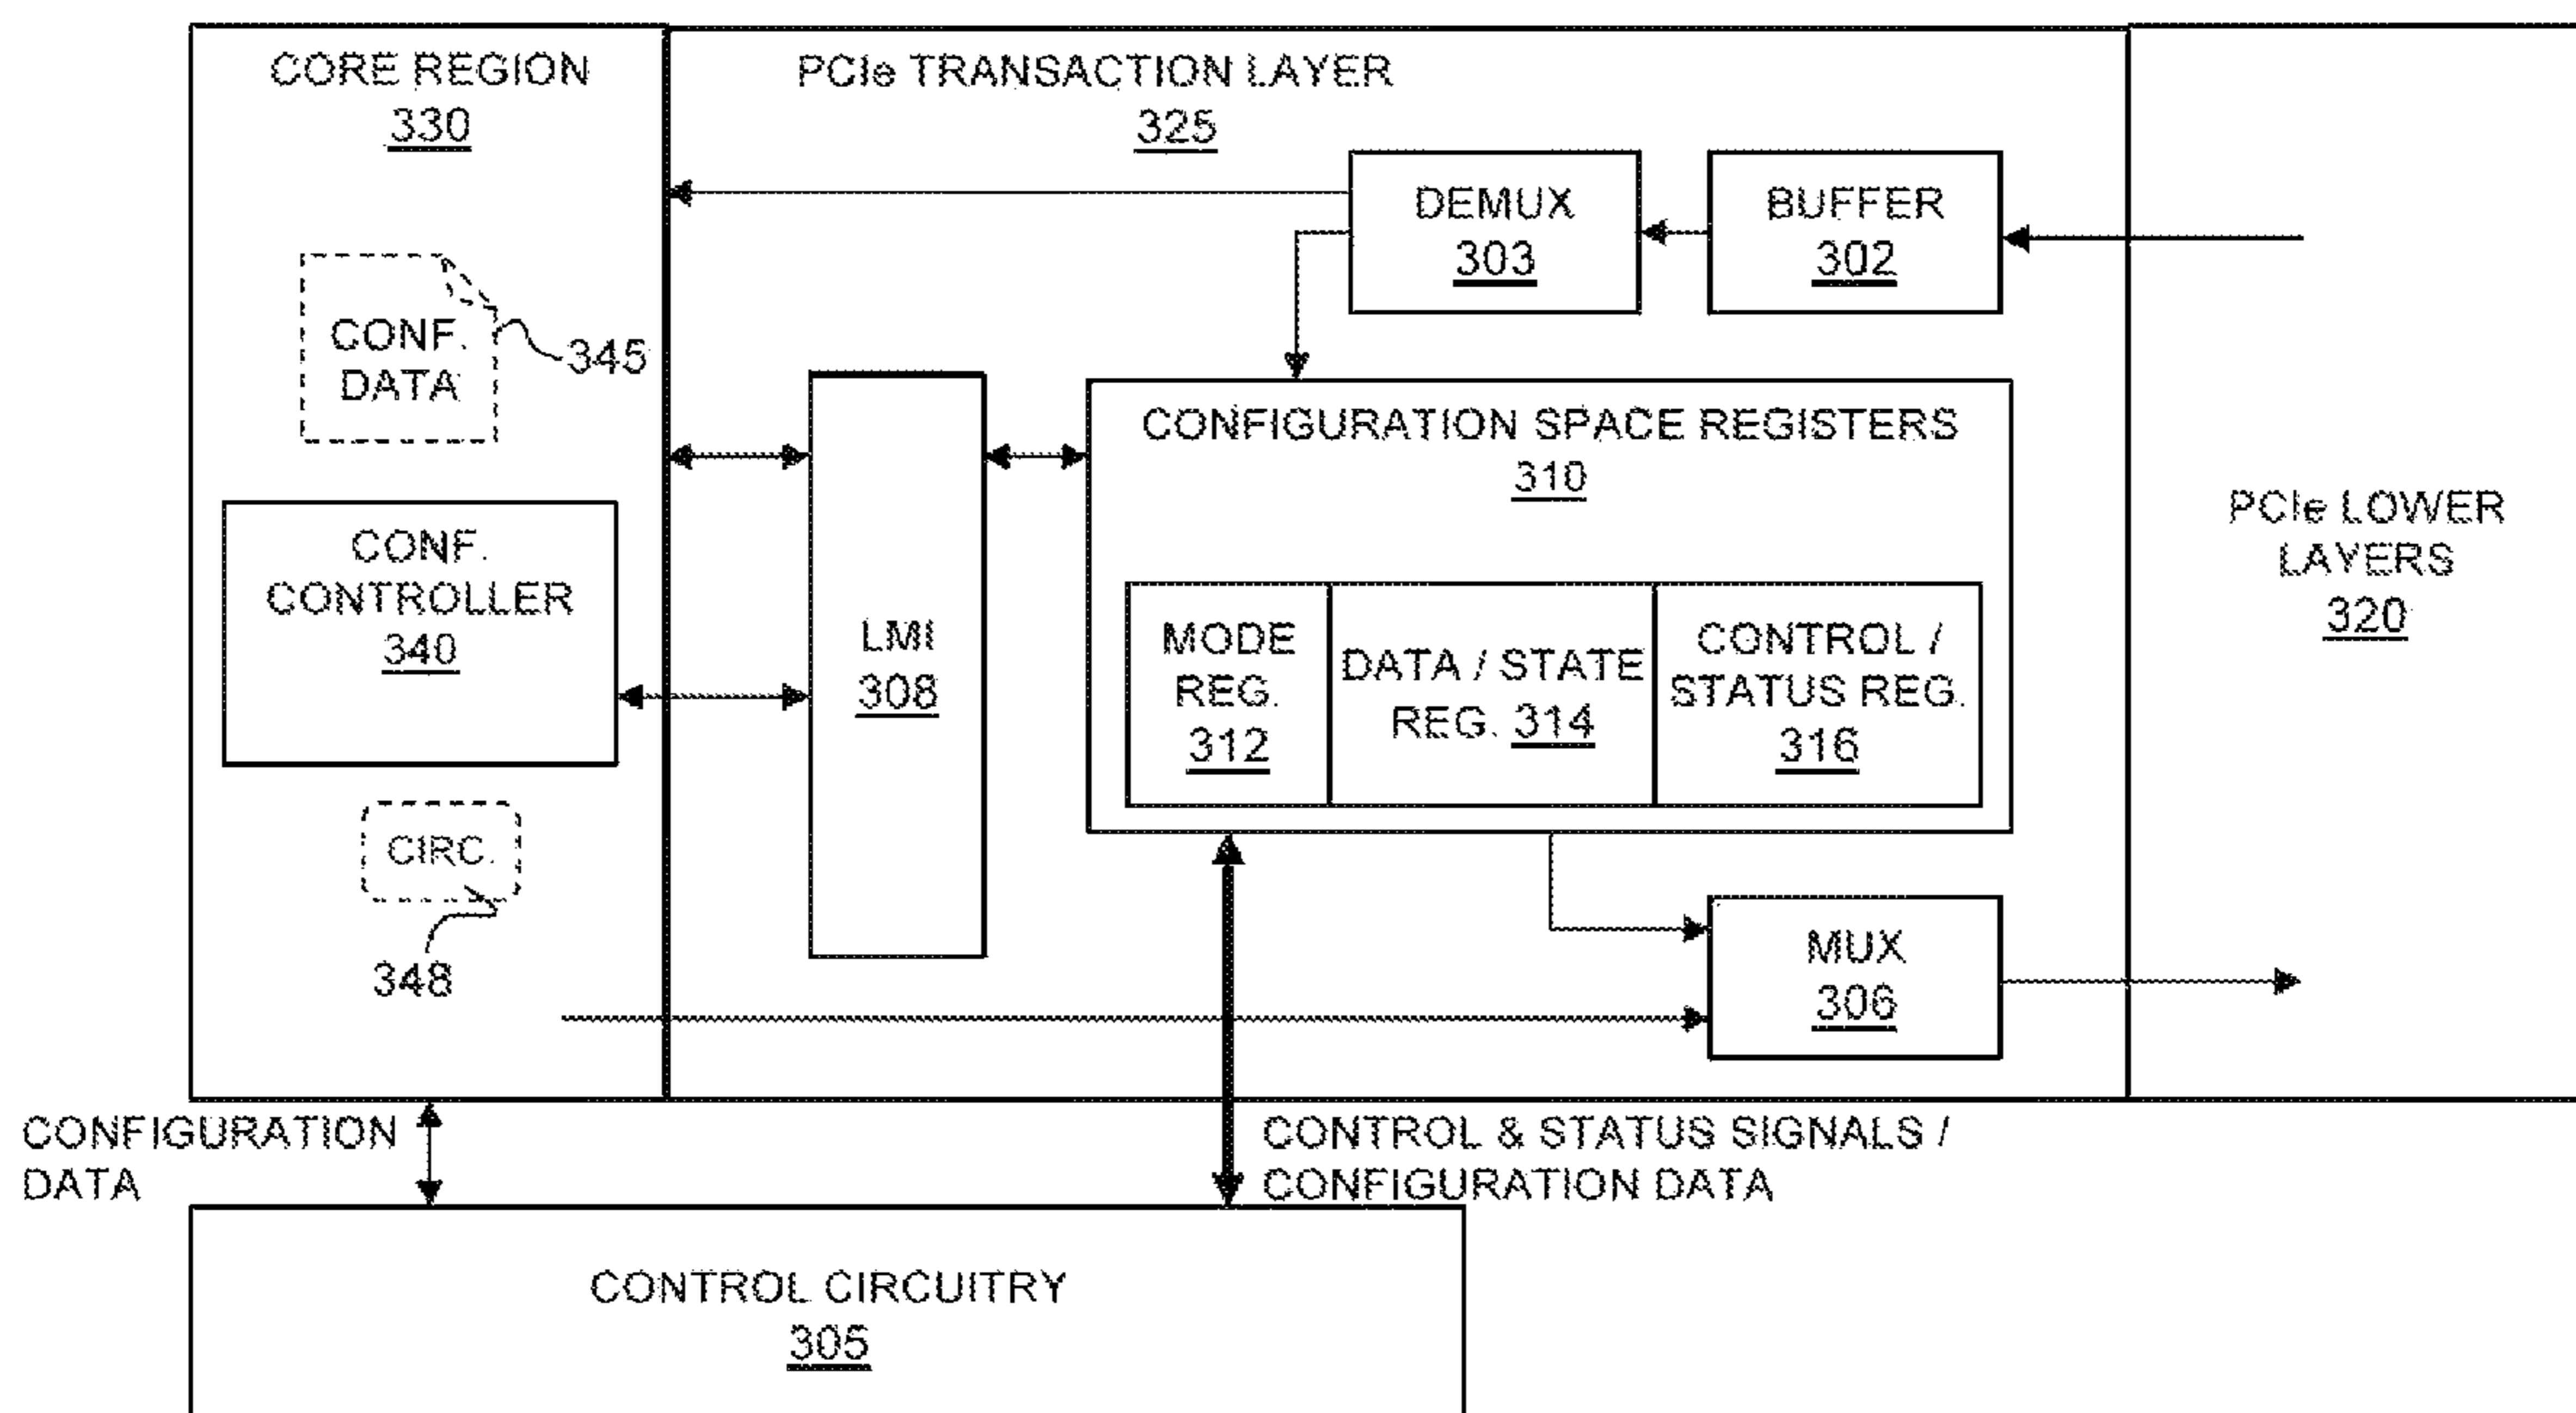 CORE REGION
330
PCIe TRANSACTION LAYER
325
DEMUX
303
BUFFER
302
CONF.
DATA
345
CONFIGURATION SPACE REGISTERS
310
CONF.
CONTROLLER
340
LMI
308
MODE
REG.
312
DATA / STATE
REG. 314
CONTROL /
STATUS REG.
316
PCIe LOWER
LAYERS
320
CIRC.
348
MUX
306
CONFIGURATION
DATA
CONTROL & STATUS SIGNALS /
CONFIGURATION DATA
CONTROL CIRCUITRY
305